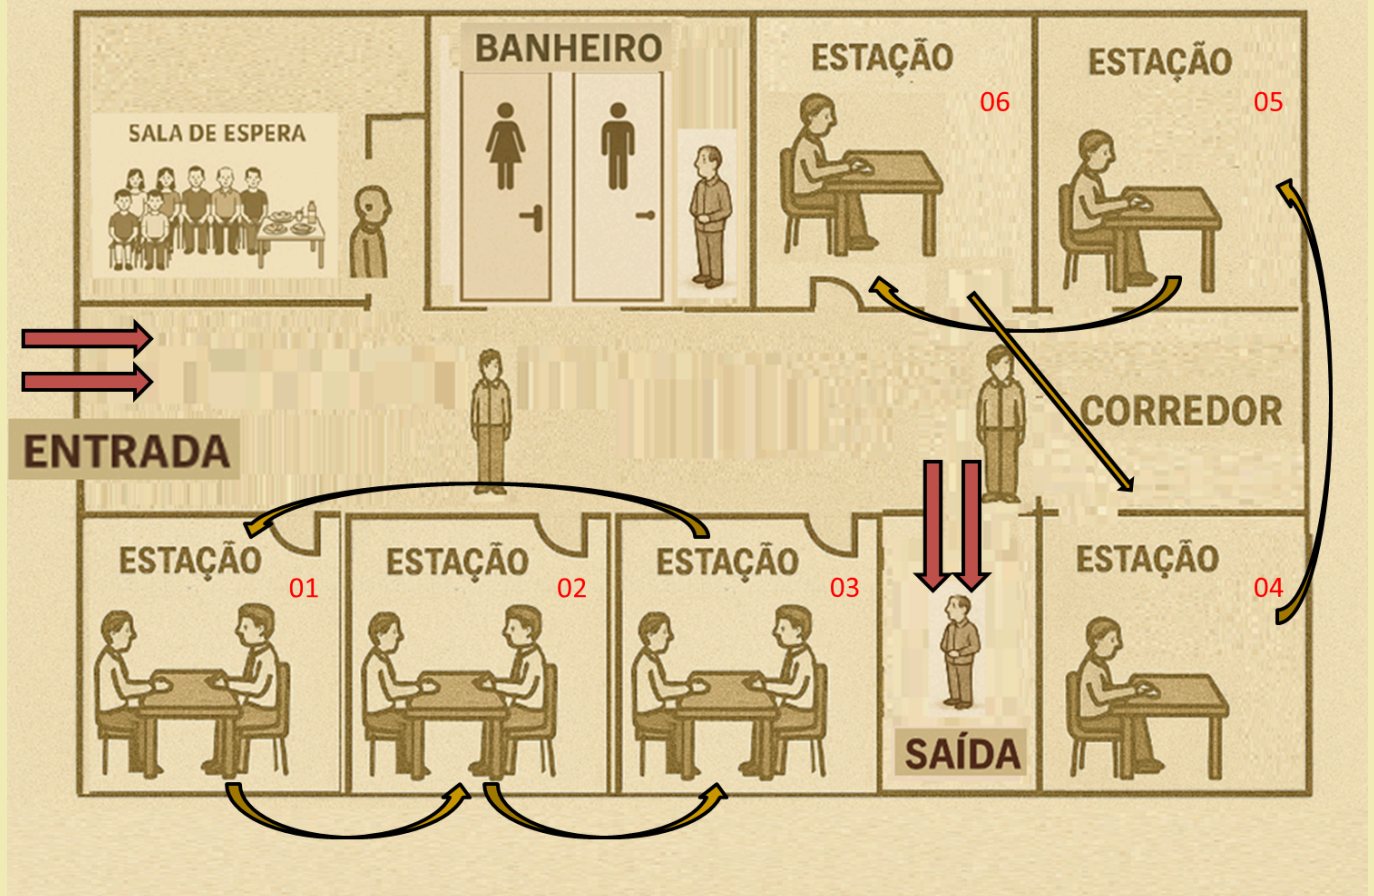 BANHEIRO
ESTAÇÃO
06
ESTAÇÃO
05
SALA DE ESPERA
ENTRADA
CORREDOR
ESTAÇÃO
01
ESTAÇÃO
02
ESTAÇÃO
03
SAÍDA
ESTAÇÃO
04